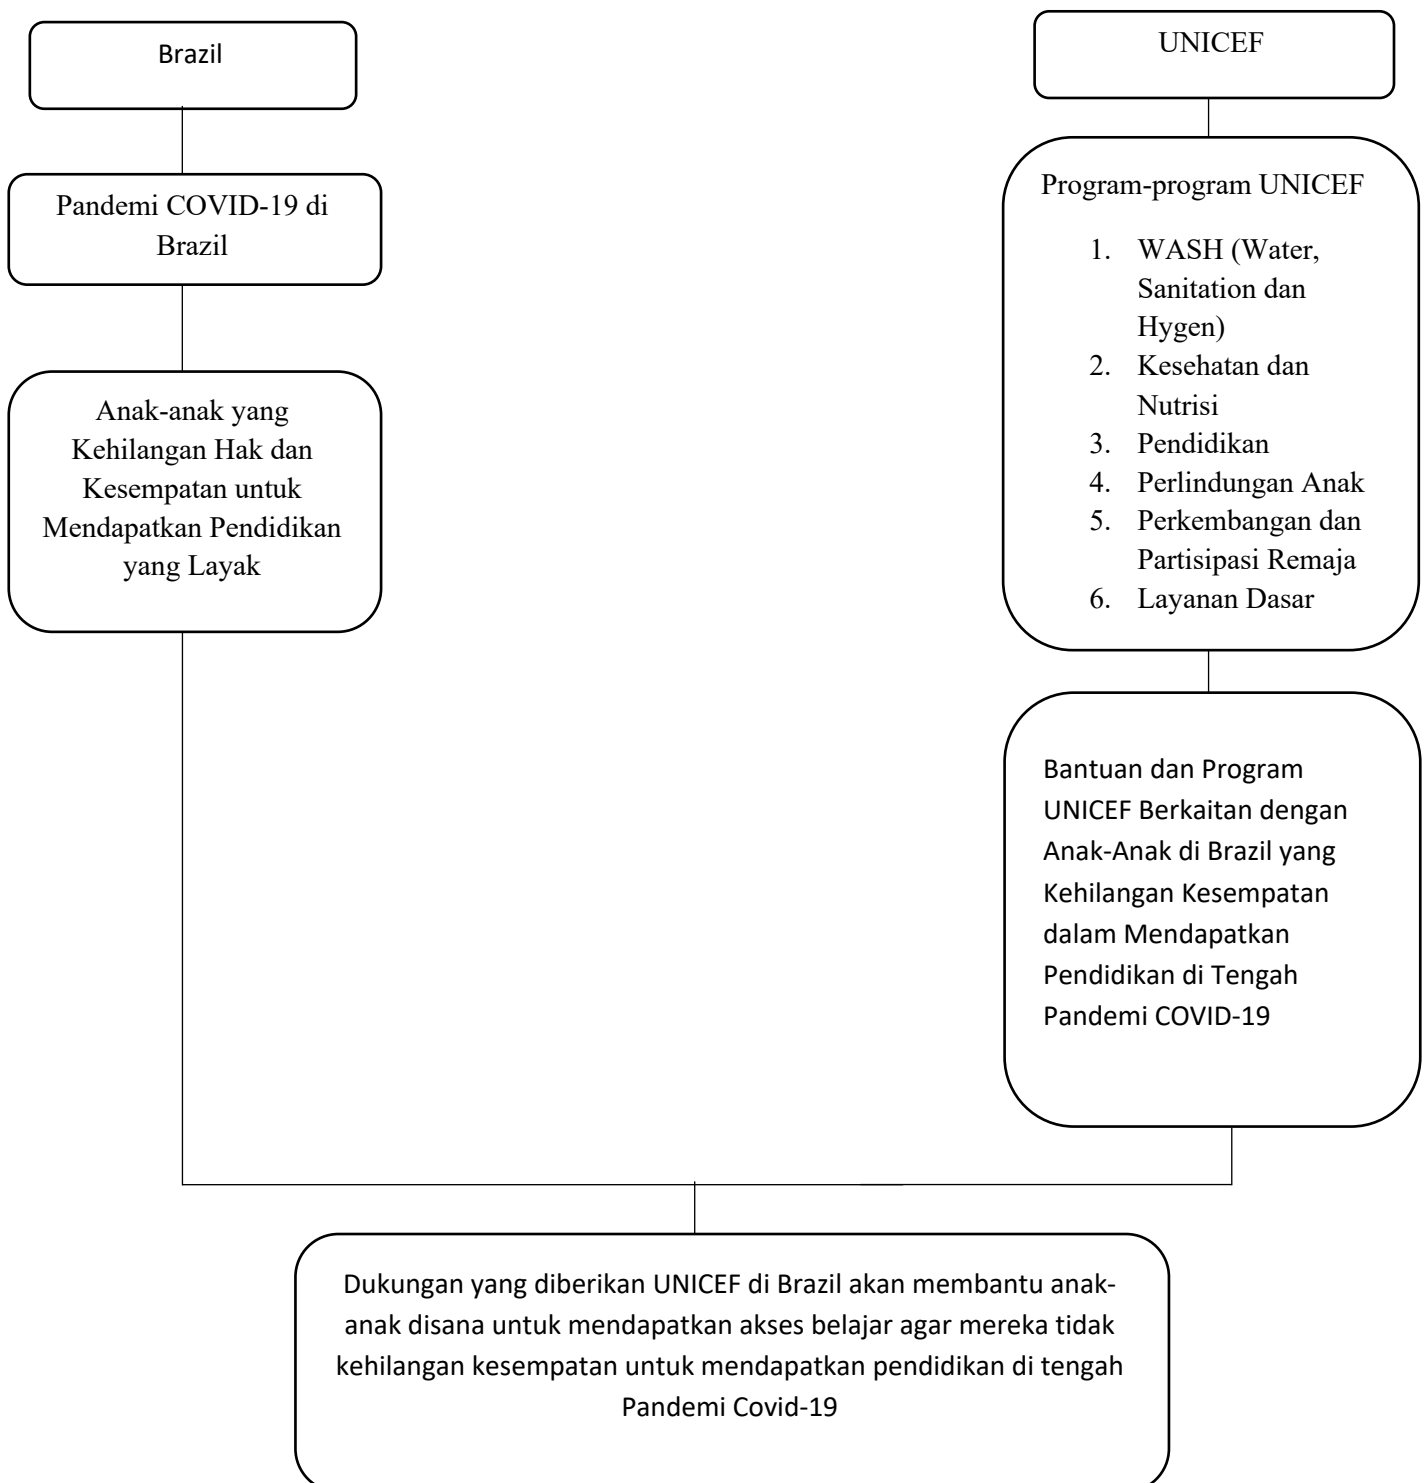 Brazil
Pandemi COVID-19 di
Brazil
Anak-anak yang
Kehilangan Hak dan
Kesempatan untuk
Mendapatkan Pendidikan
yang Layak
UNICEF
Program-program UNICEF
1. WASH (Water,
Sanitation dan
Hygen)
2. Kesehatan dan
Nutrisi
3. Pendidikan
4. Perlindungan Anak
5. Perkembangan dan
Partisipasi Remaja
6. Layanan Dasar
Bantuan dan Program
UNICEF Berkaitan dengan
Anak-Anak di Brazil yang
Kehilangan Kesempatan
dalam Mendapatkan
Pendidikan di Tengah
Pandemi COVID-19
Dukungan yang diberikan UNICEF di Brazil akan membantu anak-
anak disana untuk mendapatkan akses belajar agar mereka tidak
kehilangan kesempatan untuk mendapatkan pendidikan di tengah
Pandemi Covid-19